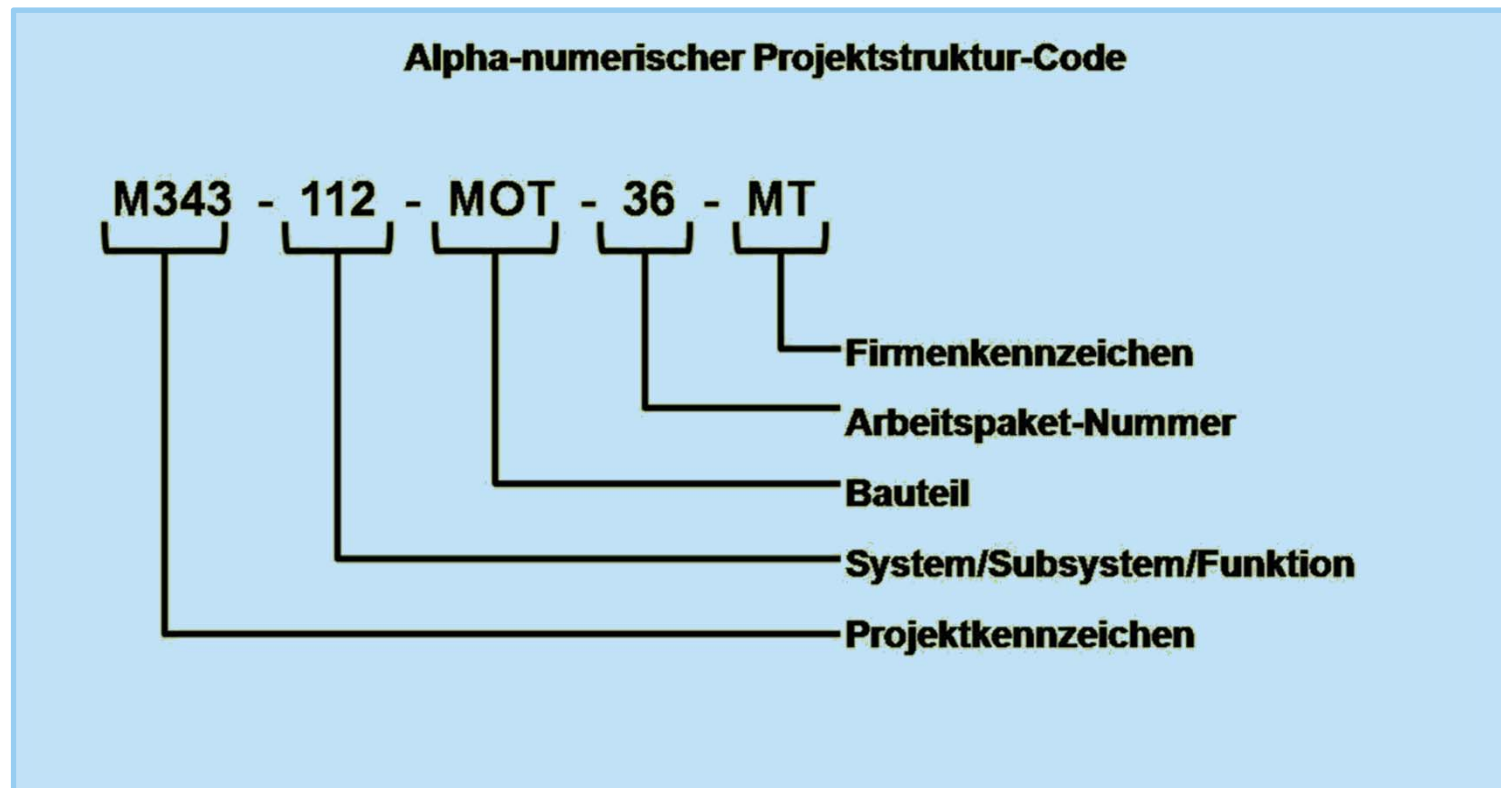 Alpha-numerischer Projektstruktur-Code
M343 - 112 - MOT - 36 - MT
Firmenkennzeichen
Arbeitspaket-Nummer
Bauteil
System/Subsystem/Funktion
Projektkennzeichen